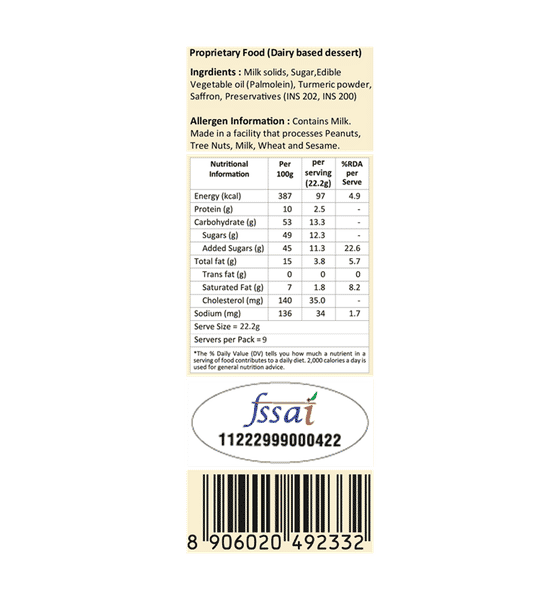 Proprietary Food (Dairy based dessert)
Ingrdients : Milk solids, Sugar,Edible
Vegetable oil (Palmolein), Turmeric powder,
Saffron, Preservatives (INS 202, INS 200)
Allergen Information : Contains Milk.
Made in a facility that processes Peanuts,
Tree Nuts, Milk, Wheat and Sesame.
Nutritional Information Per 100g per serving (22.2g) %RDA per Serve
Energy (kcal) 387 97 4.9
Protein (g) 10 2.5 -
Carbohydrate (g) 53 13.3 -
Sugars (g) 49 12.3 -
Added Sugars (g) 45 11.3 22.6
Total fat (g) 15 3.8 5.7
Trans fat (g) 0 0 0
Saturated Fat (g) 7 1.8 8.2
Cholesterol (mg) 140 35.0 -
Sodium (mg) 136 34 1.7
Serve Size = 22.2g
Servers per Pack = 9
*The % Daily Value (DV) tells you how much a nutrient in a
serving of food contributes to a daily diet. 2,000 calories a day is
used for general nutrition advice.
fssai
11222999000422
8 906020 492332